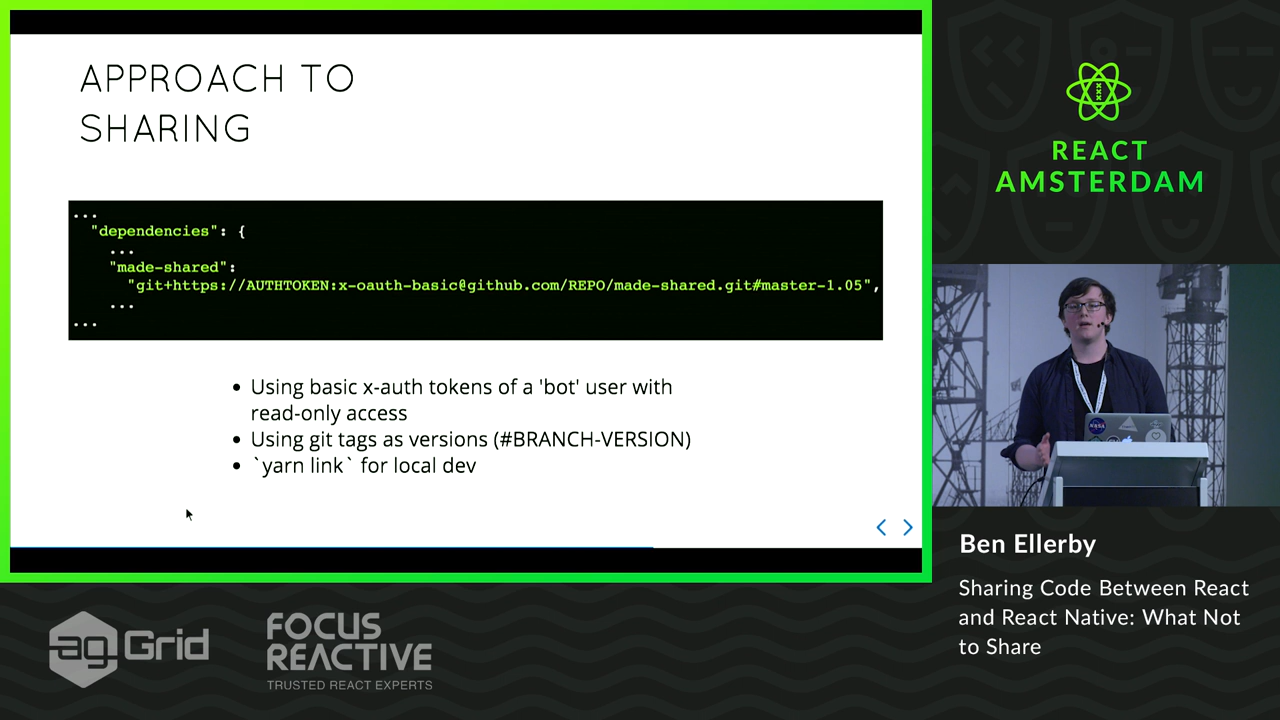 APPROACH TO
SHARING
...
"dependencies": {
...
"made-shared":
"git+https://AUTHTOKEN:x-oauth-basic@github.com/REPO/made-shared.git#master-1.05",
...
...
• Using basic x-auth tokens of a 'bot' user with
read-only access
• Using git tags as versions (#BRANCH-VERSION)
• `yarn link` for local dev
REACT
AMSTERDAM
NASA
Ben Ellerby
Sharing Code Between React
and React Native: What Not
to Share
ag Grid
FOCUS
REACTIVE
TRUSTED REACT EXPERTS